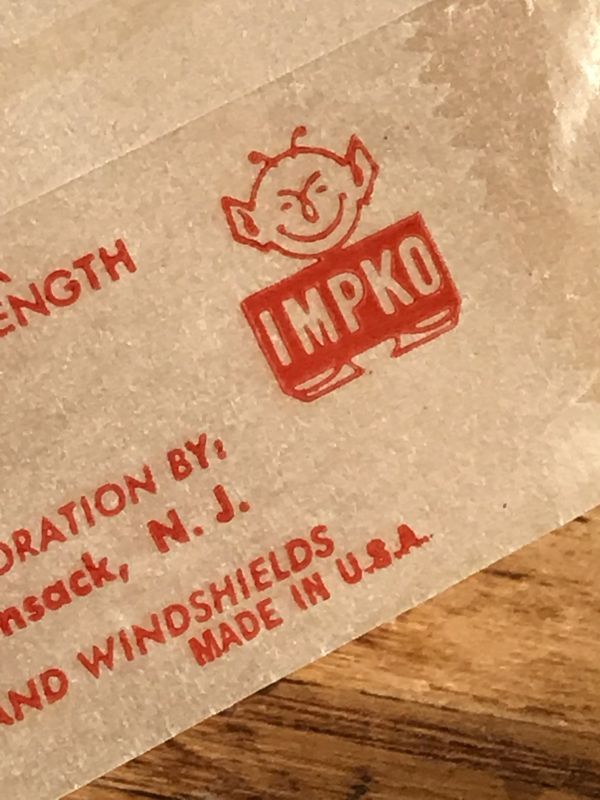 ENGTH
IMPKO
ORATION BY:
nsack, N. J.
AND WINDSHIELDS
MADE IN U.S.A.